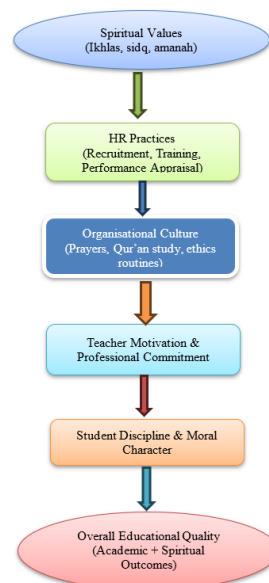 Spiritual Values
(Ikhlas, sidq, amanah)
HR Practices
(Recruitment, Training,
Performance Appraisal)
Organisational Culture
(Prayers, Qur'an study, ethics
routines)
Teacher Motivation &
Professional Commitment
Student Discipline & Moral
Character
Overall Educational Quality
(Academic + Spiritual
Outcomes)